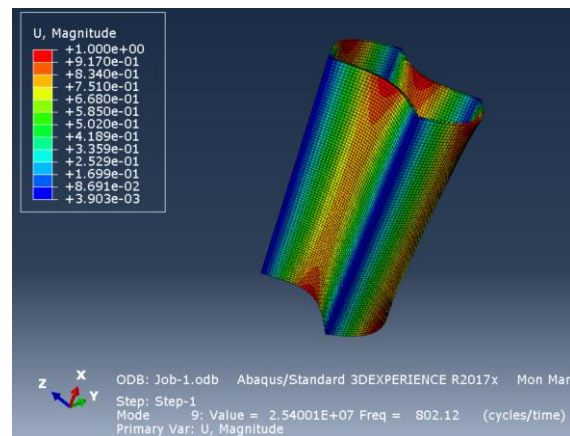 U, Magnitude
+1.000e+00
+9.170e-01
+8.340e-01
+7.510e-01
+6.680e-01
+5.850e-01
+5.020e-01
+4.189e-01
+3.359e-01
+2.529e-01
+1.699e-01
+8.691e-02
+3.903e-03
X
Z
Y
ODB: Job-1.odb Abaqus/Standard 3DEXPERIENCE R2017x Mon Mar
Step: Step-1
Mode 9: Value = 2.54001E+07 Freq = 802.12 (cycles/time)
Primary Var: U, Magnitude